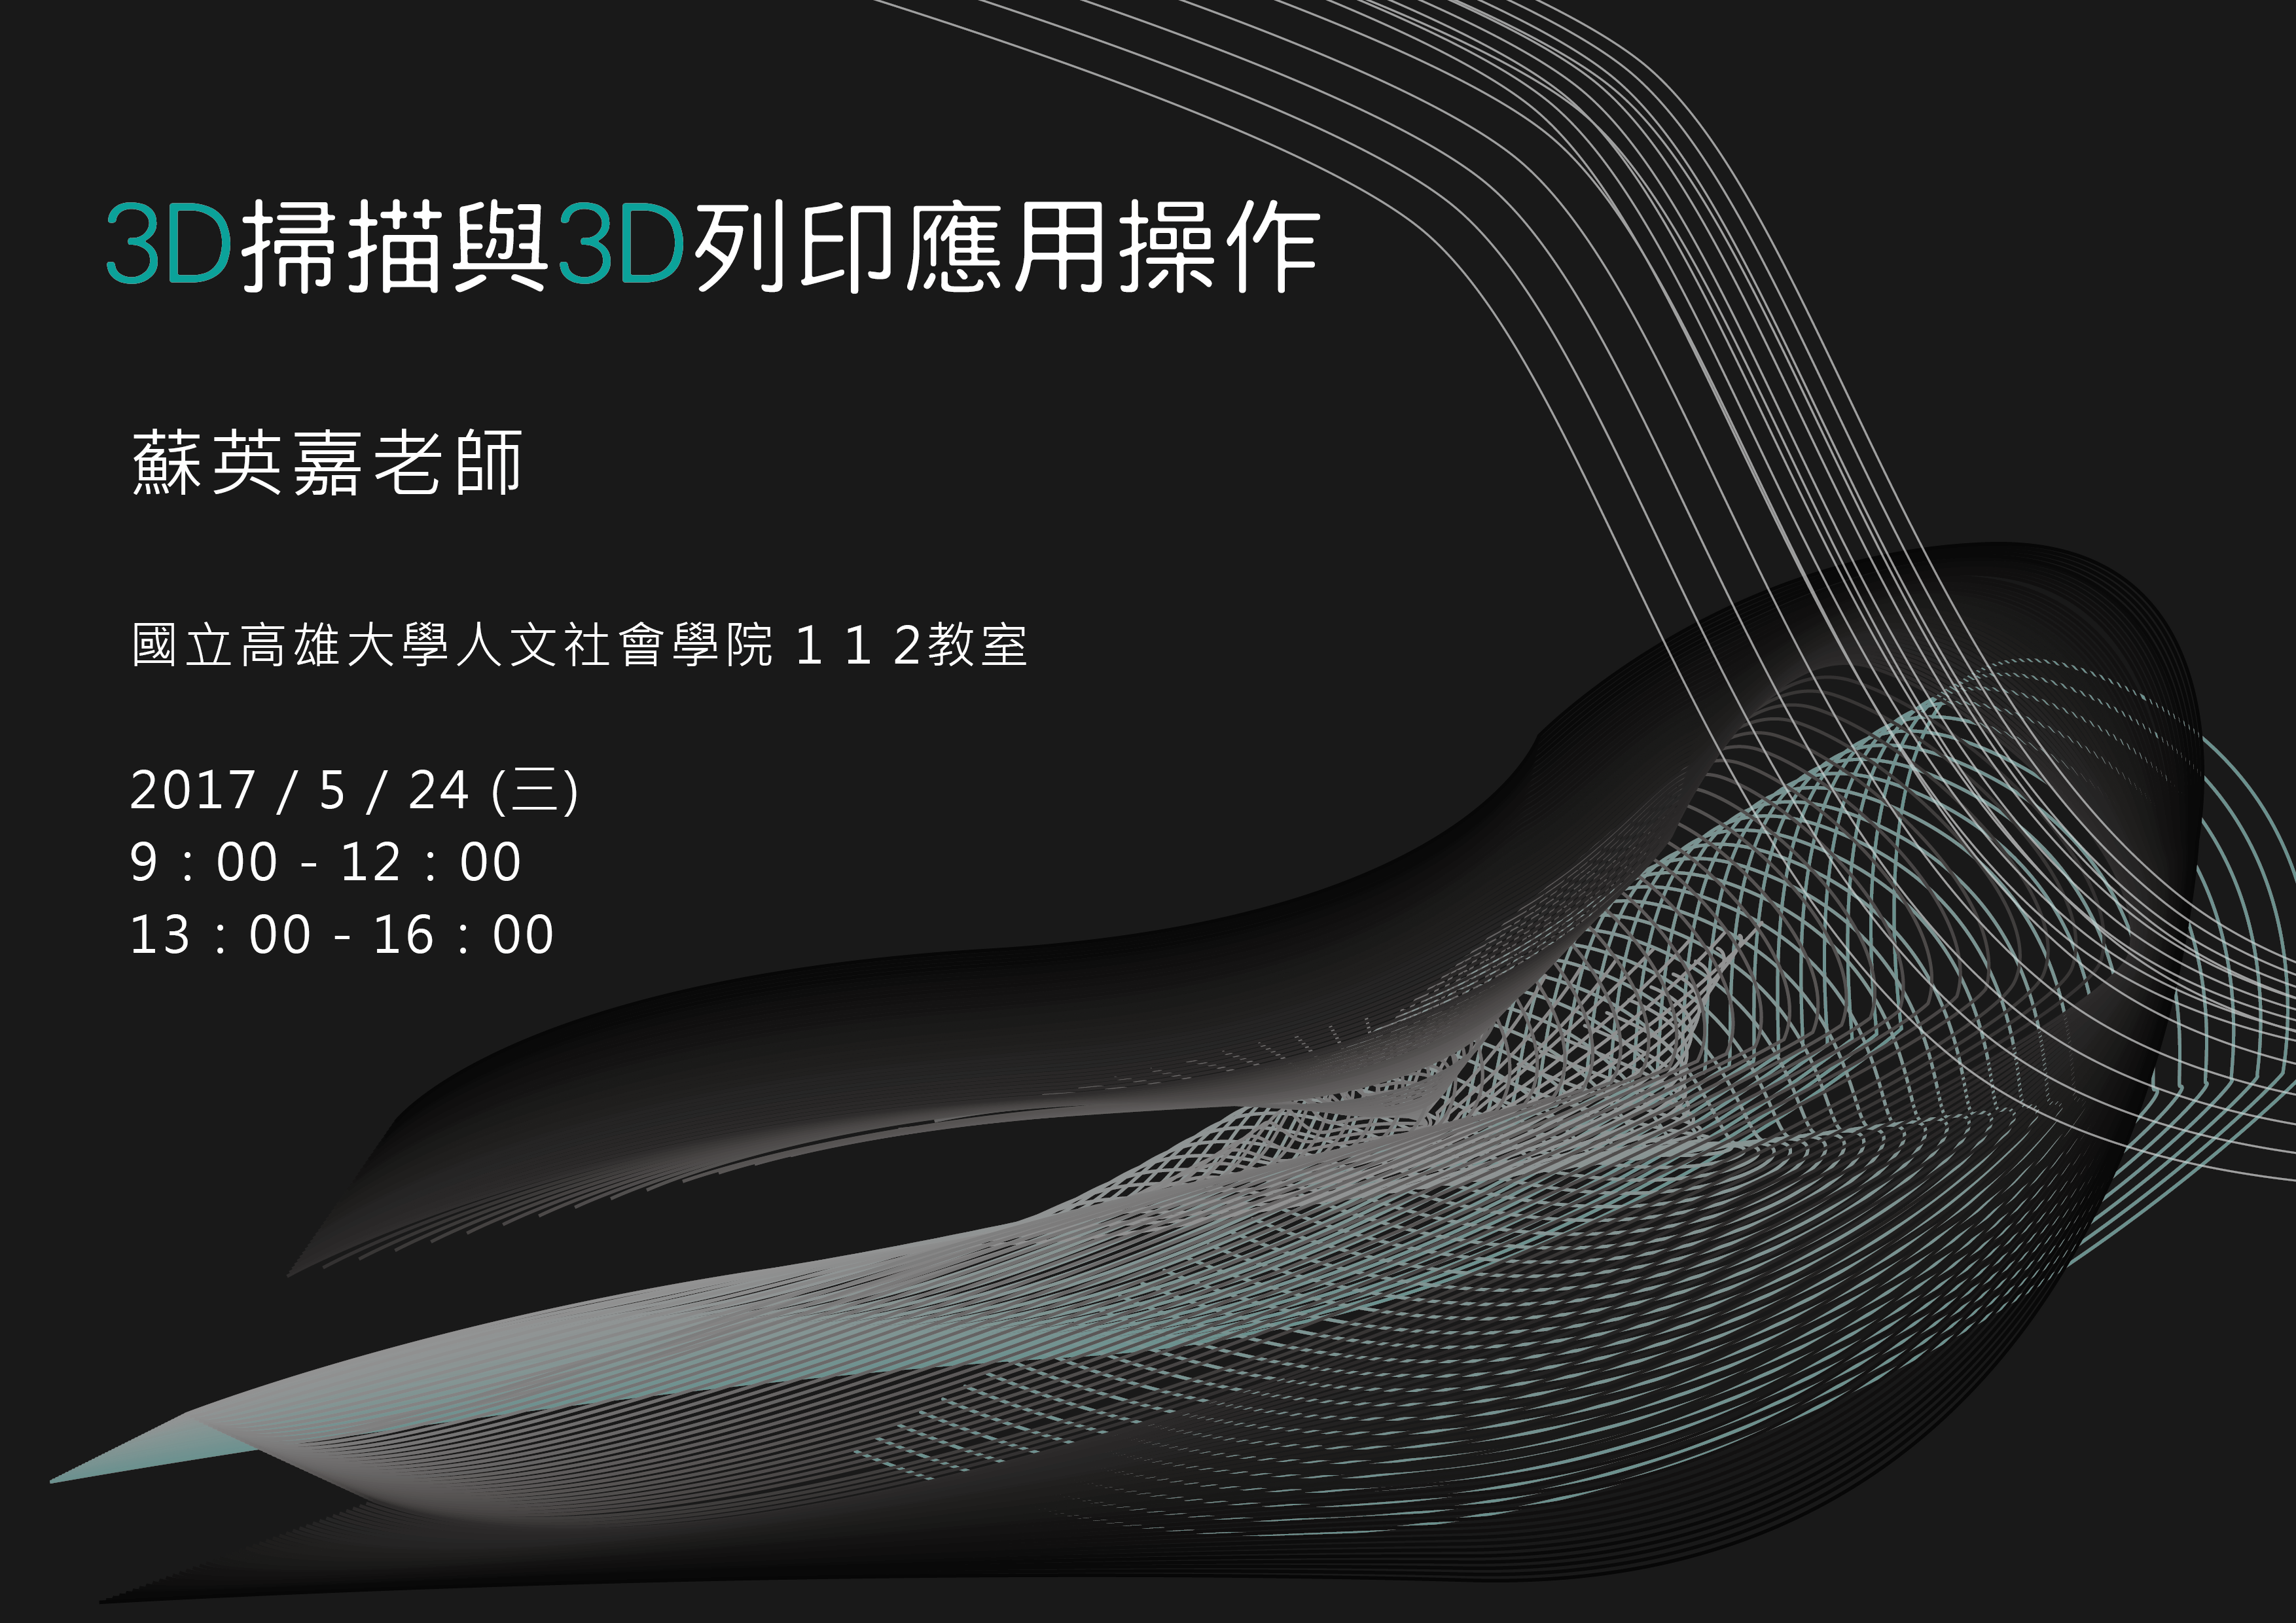 3D掃描與3D列印應用操作
蘇英嘉老師
國立高雄大學人文社會學院 1 1 2教室
2017 / 5 / 24 (三)
9 : 00 - 12 : 00
13 : 00 - 16 : 00